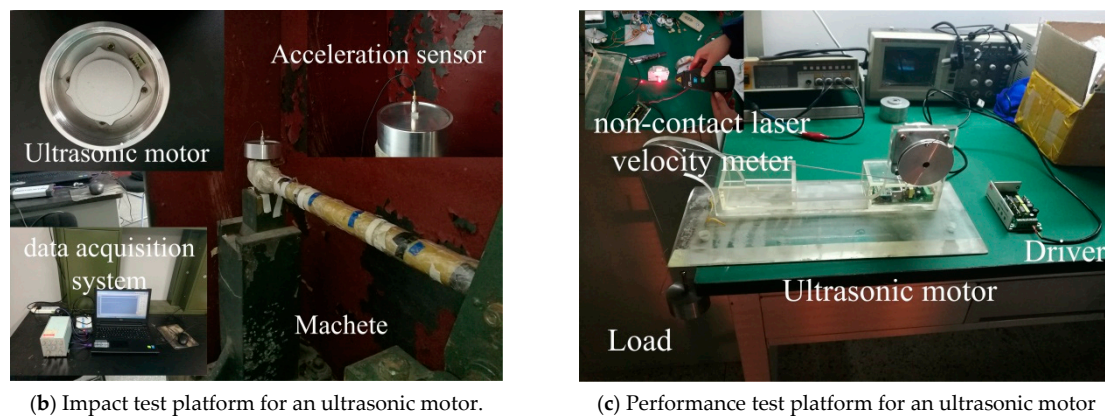 Acceleration sensor
Ultrasonic motor
data acquisition
system
Machete
(b) Impact test platform for an ultrasonic motor.
non-contact laser
velocity meter
Driver
Ultrasonic motor
Load
(c) Performance test platform for an ultrasonic motor